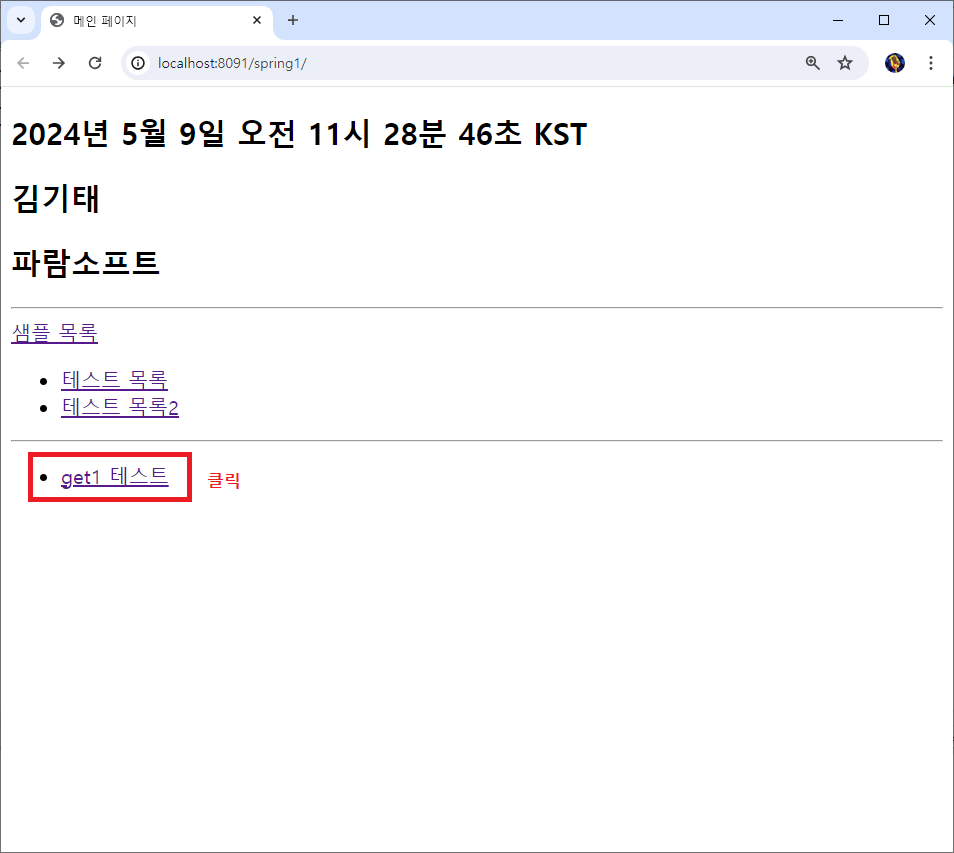 메인 페이지
localhost:8091/spring1/
2024년 5월 9일 오전 11시 28분 46초 KST
김기태
파람소프트
샘플 목록
테스트 목록
테스트 목록2
get1 테스트 클릭